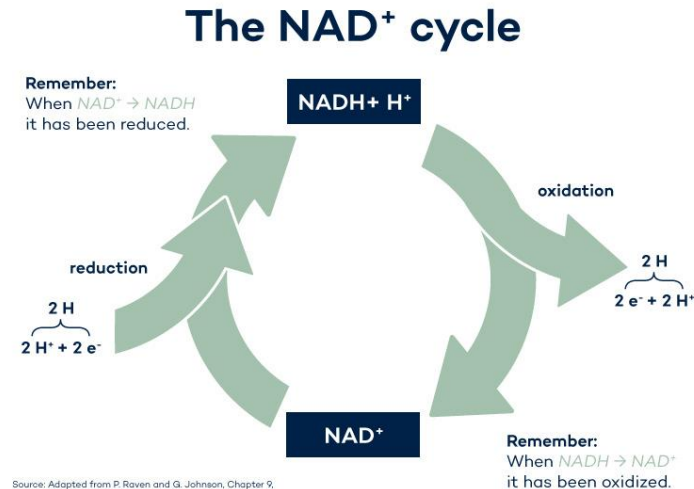 The NAD⁺ cycle
Remember:
When NAD⁺ → NADH
it has been reduced.
NADH+ H⁺
oxidation
reduction
2 H
2 e⁻ + 2 H⁺
2 H
2 H⁺ + 2 e⁻
NAD⁺
Remember:
When NADH → NAD⁺
it has been oxidized.
Source: Adapted from P. Raven and G. Johnson, Chapter 9,